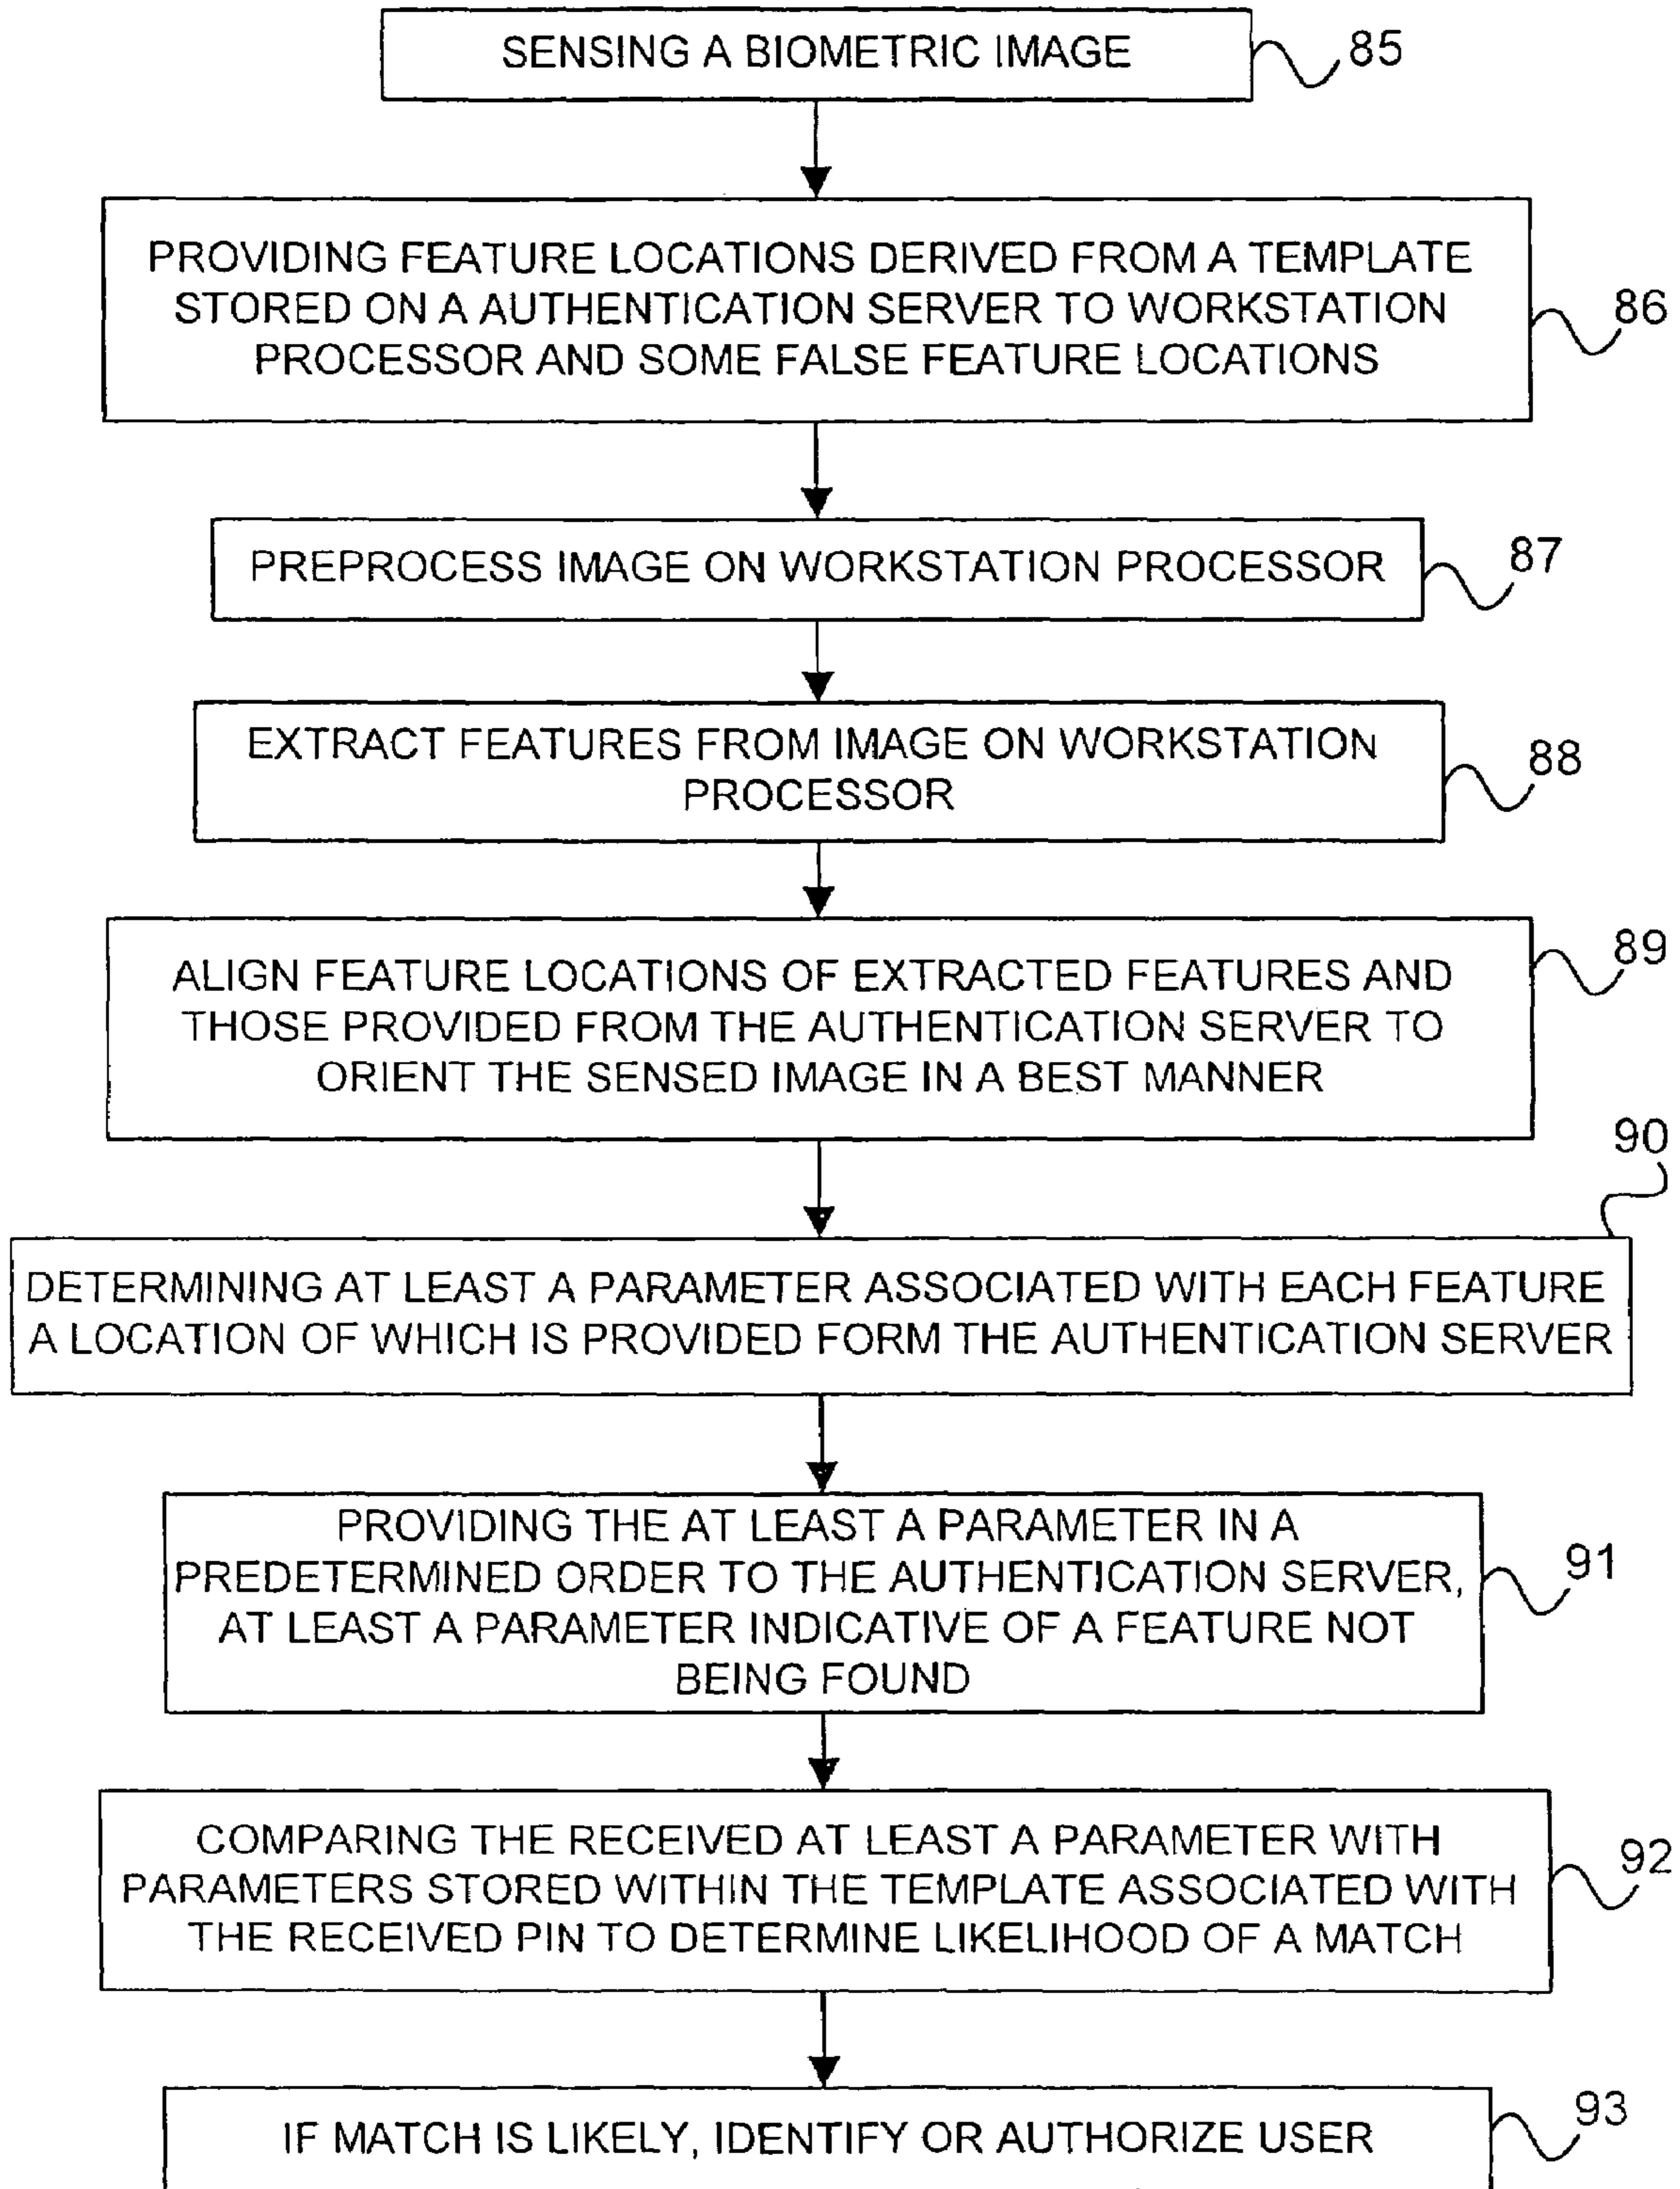 SENSING A BIOMETRIC IMAGE
85
PROVIDING FEATURE LOCATIONS DERIVED FROM A TEMPLATE
STORED ON A AUTHENTICATION SERVER TO WORKSTATION
PROCESSOR AND SOME FALSE FEATURE LOCATIONS
86
PREPROCESS IMAGE ON WORKSTATION PROCESSOR
87
EXTRACT FEATURES FROM IMAGE ON WORKSTATION
PROCESSOR
88
ALIGN FEATURE LOCATIONS OF EXTRACTED FEATURES AND
THOSE PROVIDED FROM THE AUTHENTICATION SERVER TO
ORIENT THE SENSED IMAGE IN A BEST MANNER
89
90
DETERMINING AT LEAST A PARAMETER ASSOCIATED WITH EACH FEATURE
A LOCATION OF WHICH IS PROVIDED FORM THE AUTHENTICATION SERVER
PROVIDING THE AT LEAST A PARAMETER IN A
PREDETERMINED ORDER TO THE AUTHENTICATION SERVER,
AT LEAST A PARAMETER INDICATIVE OF A FEATURE NOT
BEING FOUND
91
COMPARING THE RECEIVED AT LEAST A PARAMETER WITH
PARAMETERS STORED WITHIN THE TEMPLATE ASSOCIATED WITH
THE RECEIVED PIN TO DETERMINE LIKELIHOOD OF A MATCH
92
IF MATCH IS LIKELY, IDENTIFY OR AUTHORIZE USER
93